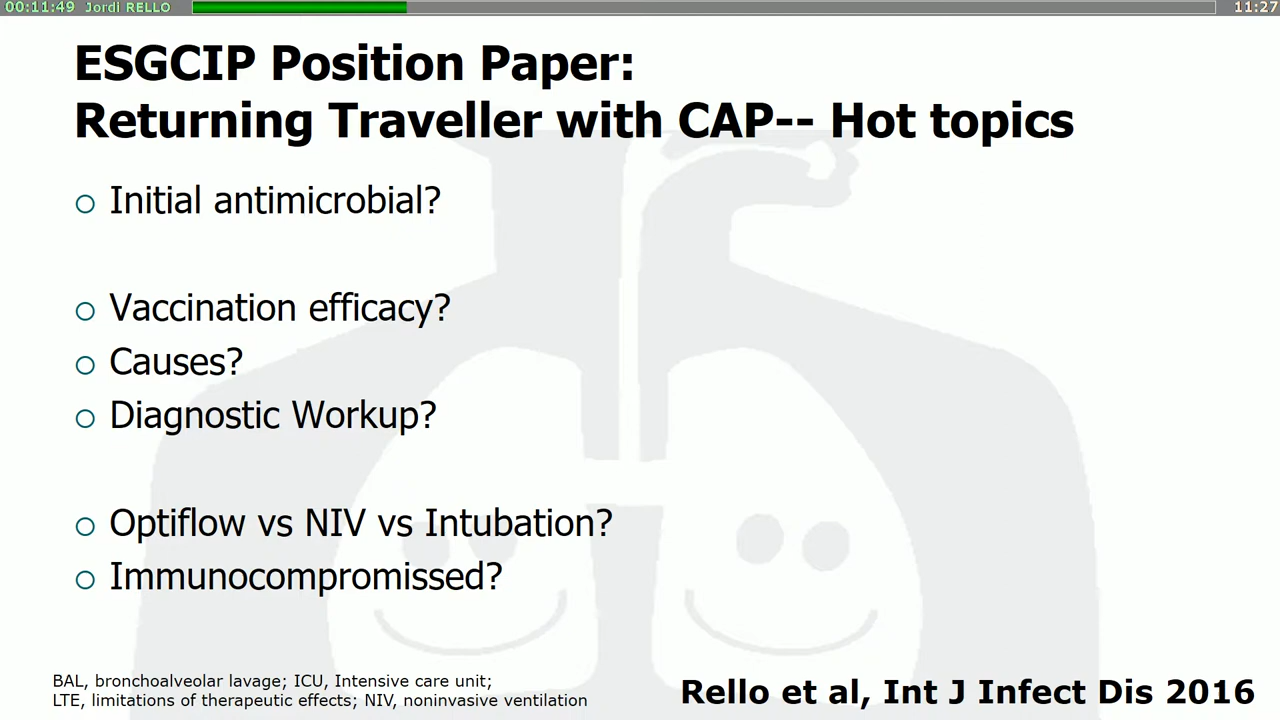 00:11:49 Jordi RELLO 11:27
ESGCIP Position Paper:
Returning Traveller with CAP-- Hot topics
Initial antimicrobial?
Vaccination efficacy?
Causes?
Diagnostic Workup?
Optiflow vs NIV vs Intubation?
Immunocompromissed?
BAL, bronchoalveolar lavage; ICU, Intensive care unit;
LTE, limitations of therapeutic effects; NIV, noninvasive ventilation
Rello et al, Int J Infect Dis 2016